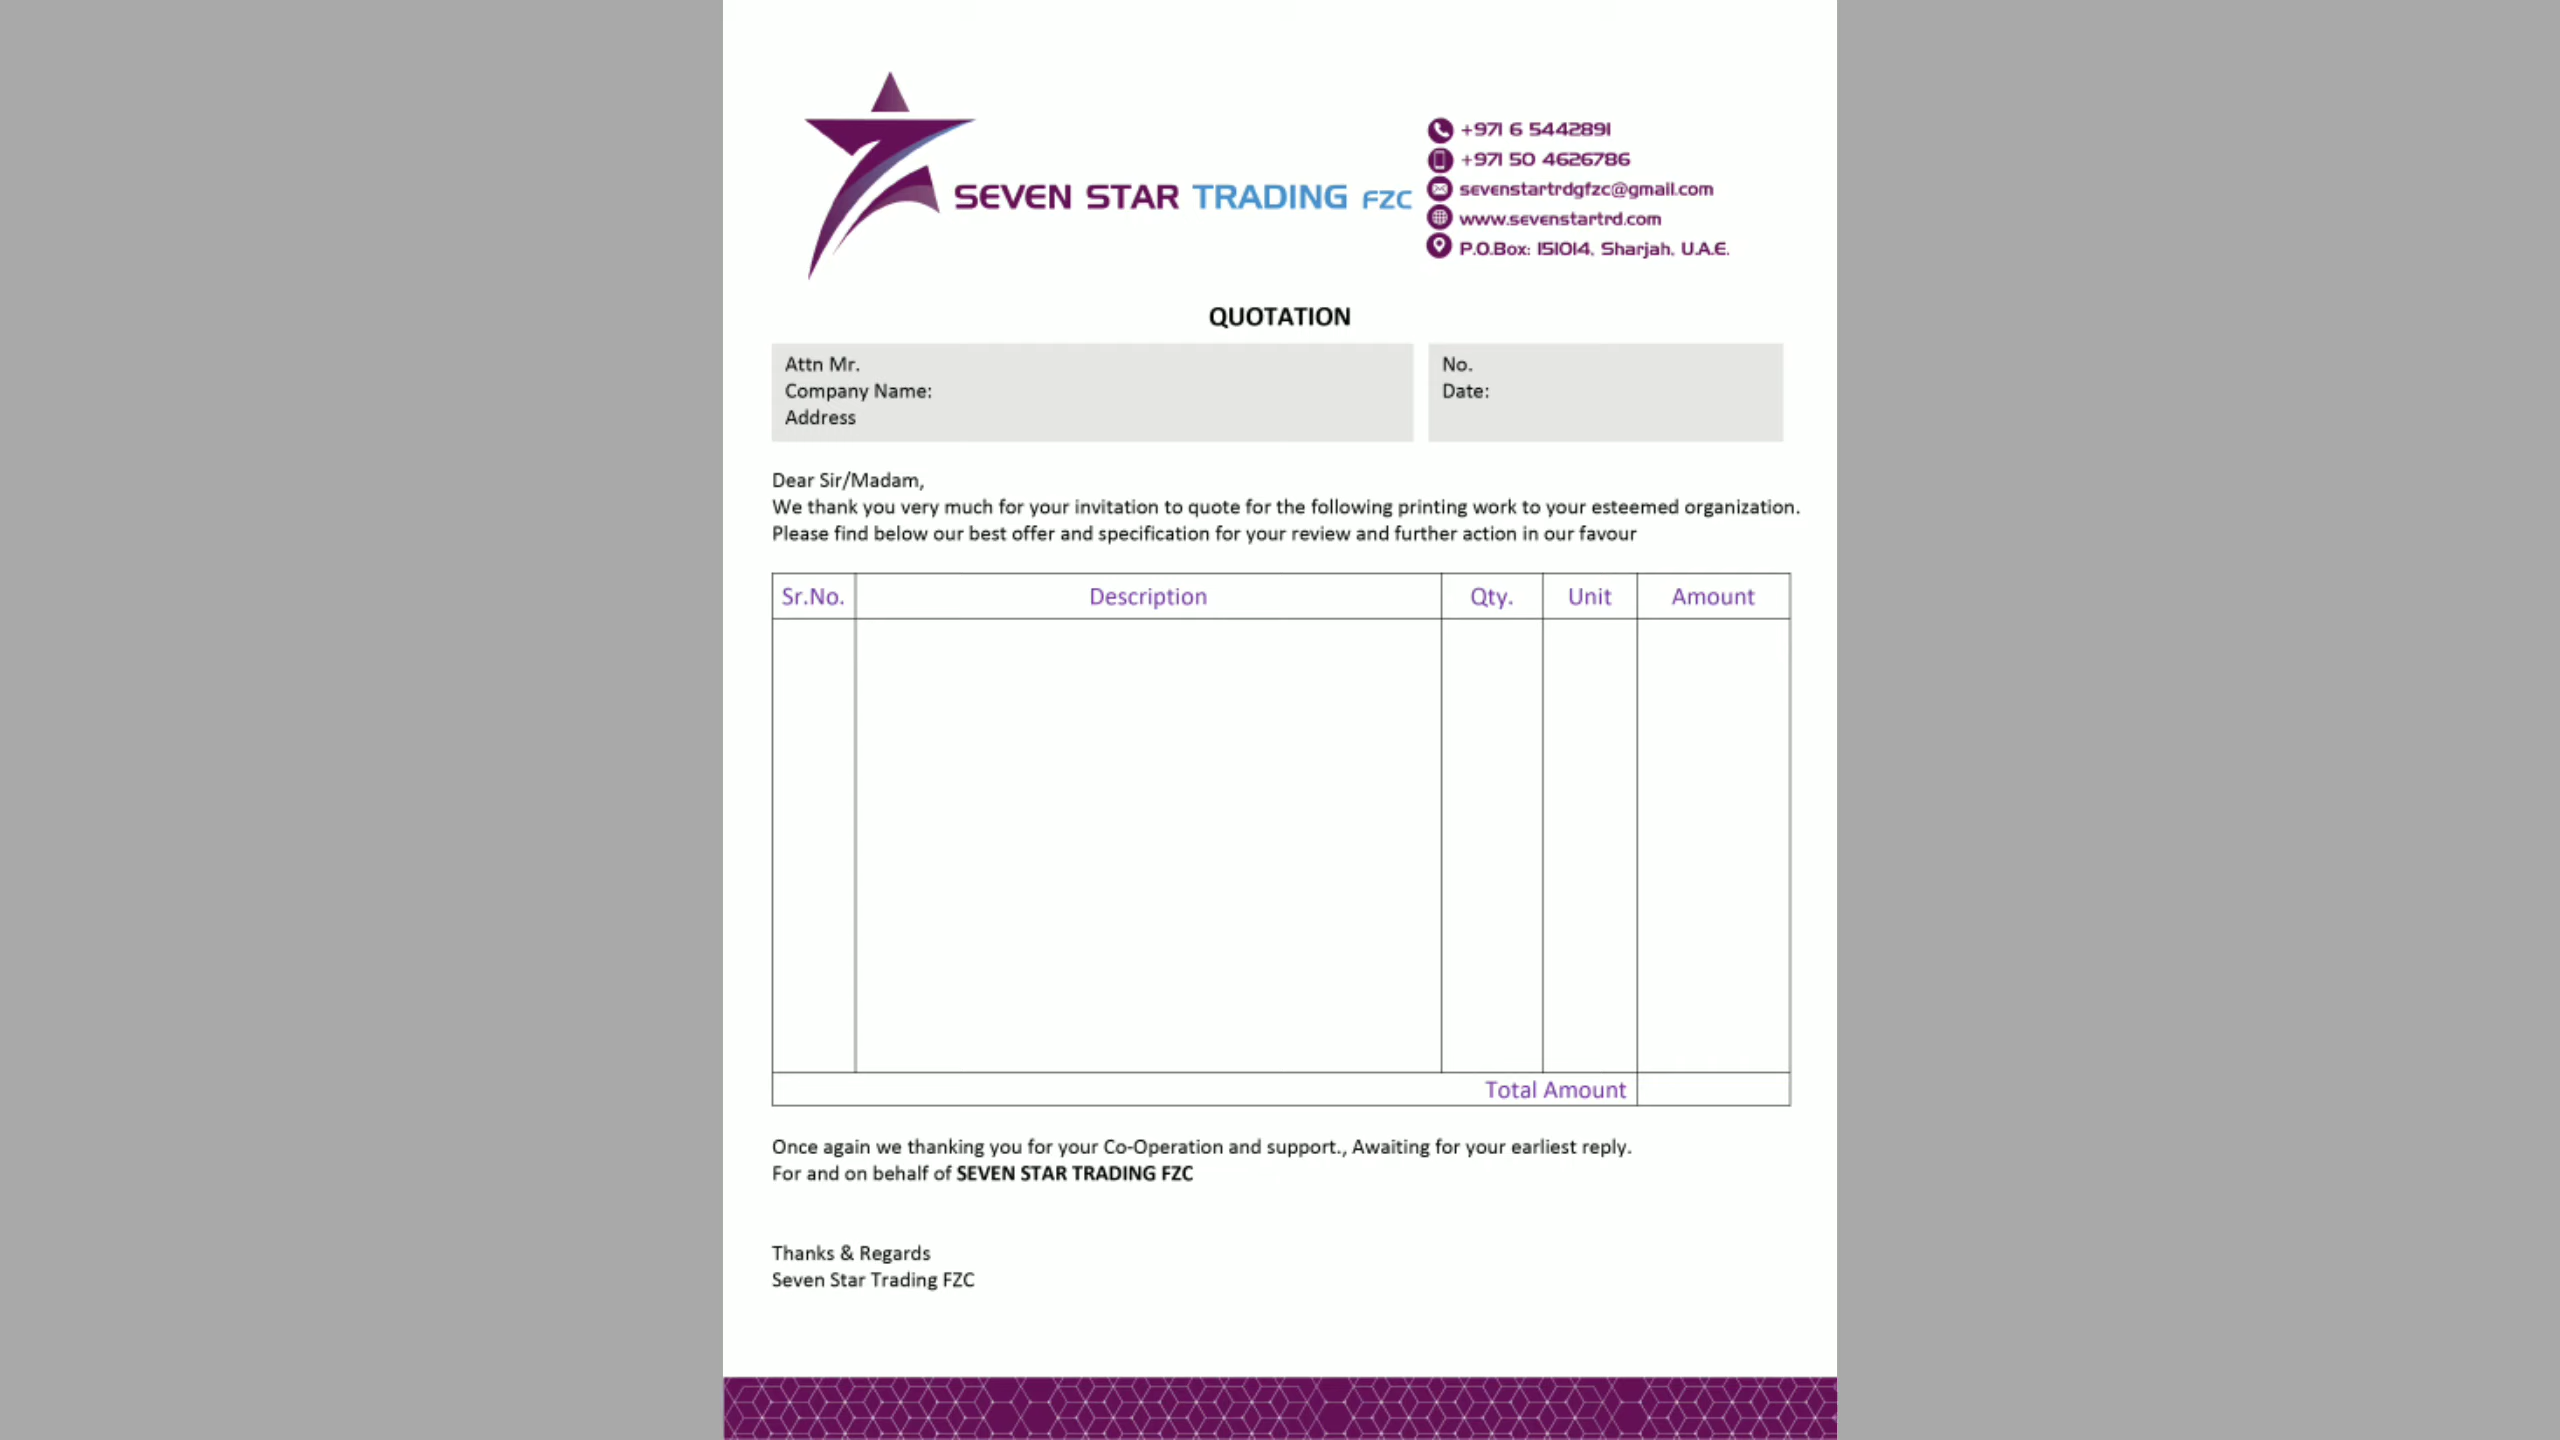 SEVEN STAR TRADING FZC
+971 6 5442891
+971 50 4626786
sevenstartrdgfzc@gmail.com
www.sevenstartrd.com
P.O.Box: 151014, Sharjah, U.A.E.
QUOTATION
Attn Mr.
Company Name:
Address
No.
Date:
Dear Sir/Madam,
We thank you very much for your invitation to quote for the following printing work to your esteemed organization.
Please find below our best offer and specification for your review and further action in our favour
Sr.No. Description Qty. Unit Amount
Total Amount
Once again we thanking you for your Co-Operation and support., Awaiting for your earliest reply.
For and on behalf of SEVEN STAR TRADING FZC
Thanks & Regards
Seven Star Trading FZC